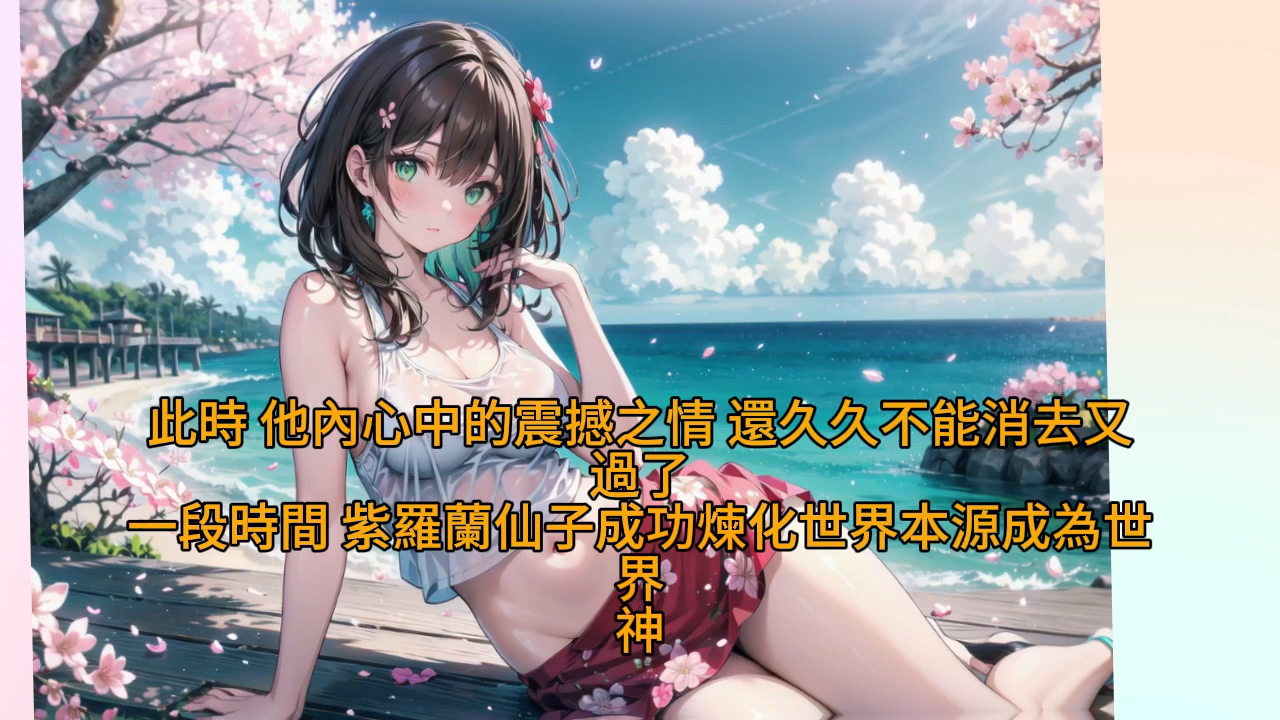 此時 他內心中的震撼之情 還久久不能消去又
過了
一段時間 紫羅蘭仙子成功煉化世界本源成為世
界
神